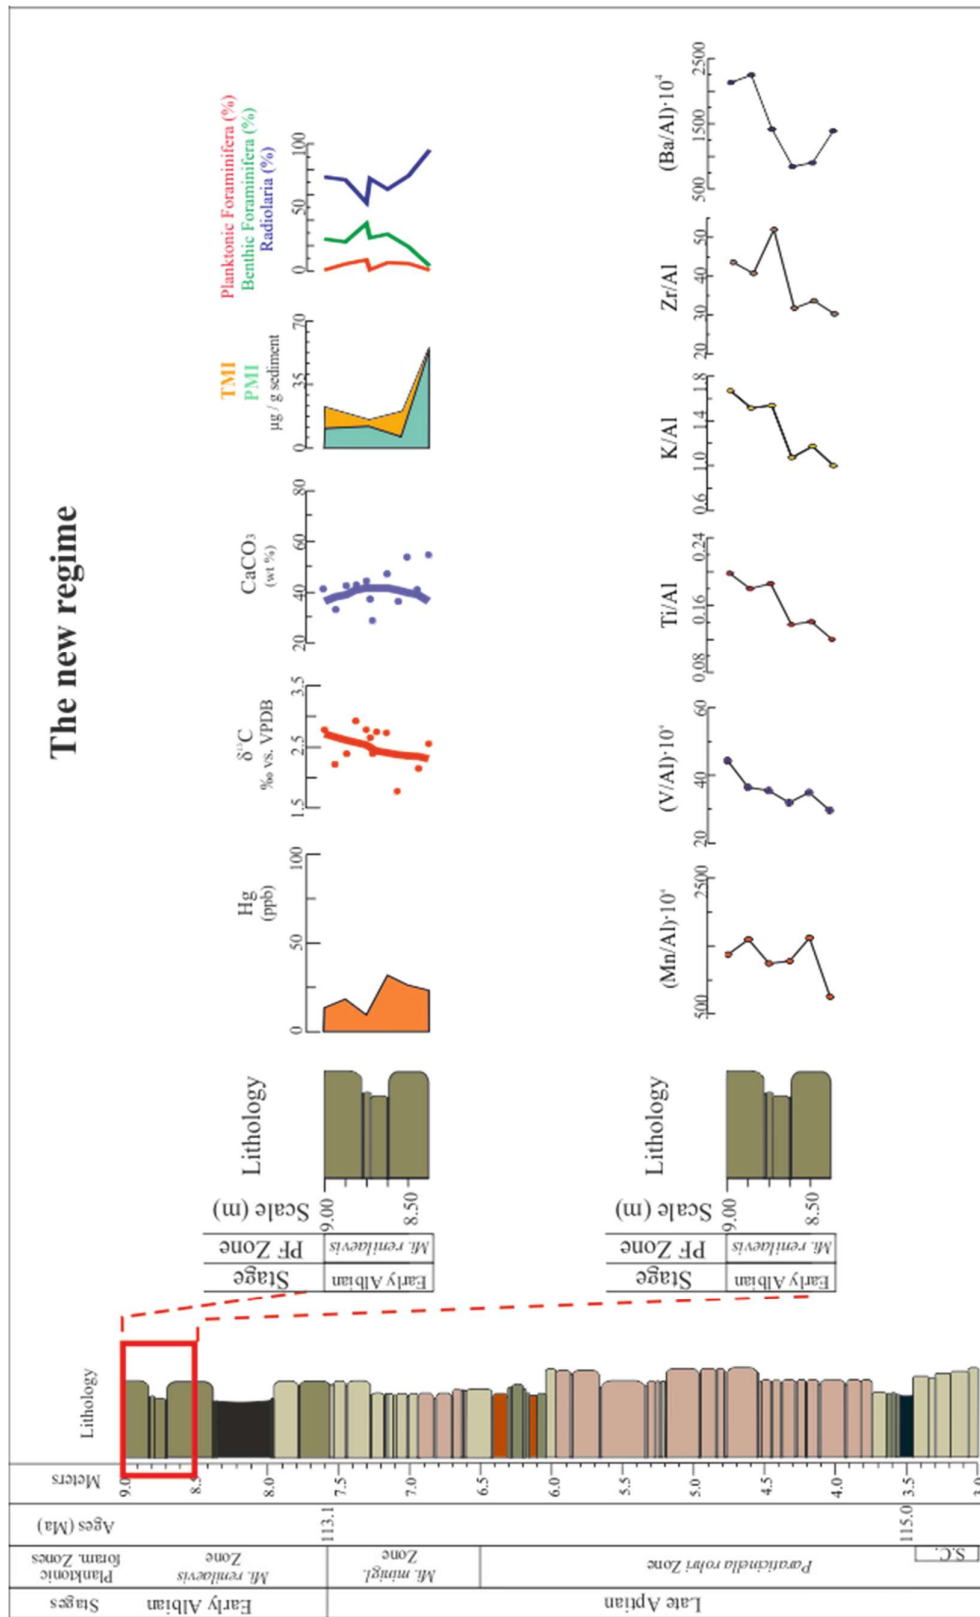 The new regime
Stages
Planktonic
foram. Zones
Ages (Ma)
Meters
Lithology
Early Albian
Late Aptian
Mi. renilaevis
Zone
Mi. minigl.
Zone
Paraticinella rohri Zone
S.C.
113.1
115.0
9.0
8.5
8.0
7.5
7.0
6.5
6.0
5.5
5.0
4.5
4.0
3.5
3.0
Stage
PF Zone
Scale (m)
Lithology
Early Albian
Mi. renilaevis
9.00
8.50
Hg
(ppb)
0 50 100
δ¹³C
‰ vs. VPDB
1.5 2.5 3.5
CaCO₃
(wt %)
20 40 60 80
TMI
PMI
µg / g sediment
0 35 70
Planktonic Foraminifera (%)
Benthic Foraminifera (%)
Radiolaria (%)
0 50 100
Stage
PF Zone
Scale (m)
Lithology
Early Albian
Mi. renilaevis
9.00
8.50
(Mn/Al)·10⁴
500 2500
(V/Al)·10⁴
20 40 60
Ti/Al
0.08 0.16 0.24
K/Al
0.6 1.0 1.4 1.8
Zr/Al
20 30 50
(Ba/Al)·10⁴
500 1500 2500